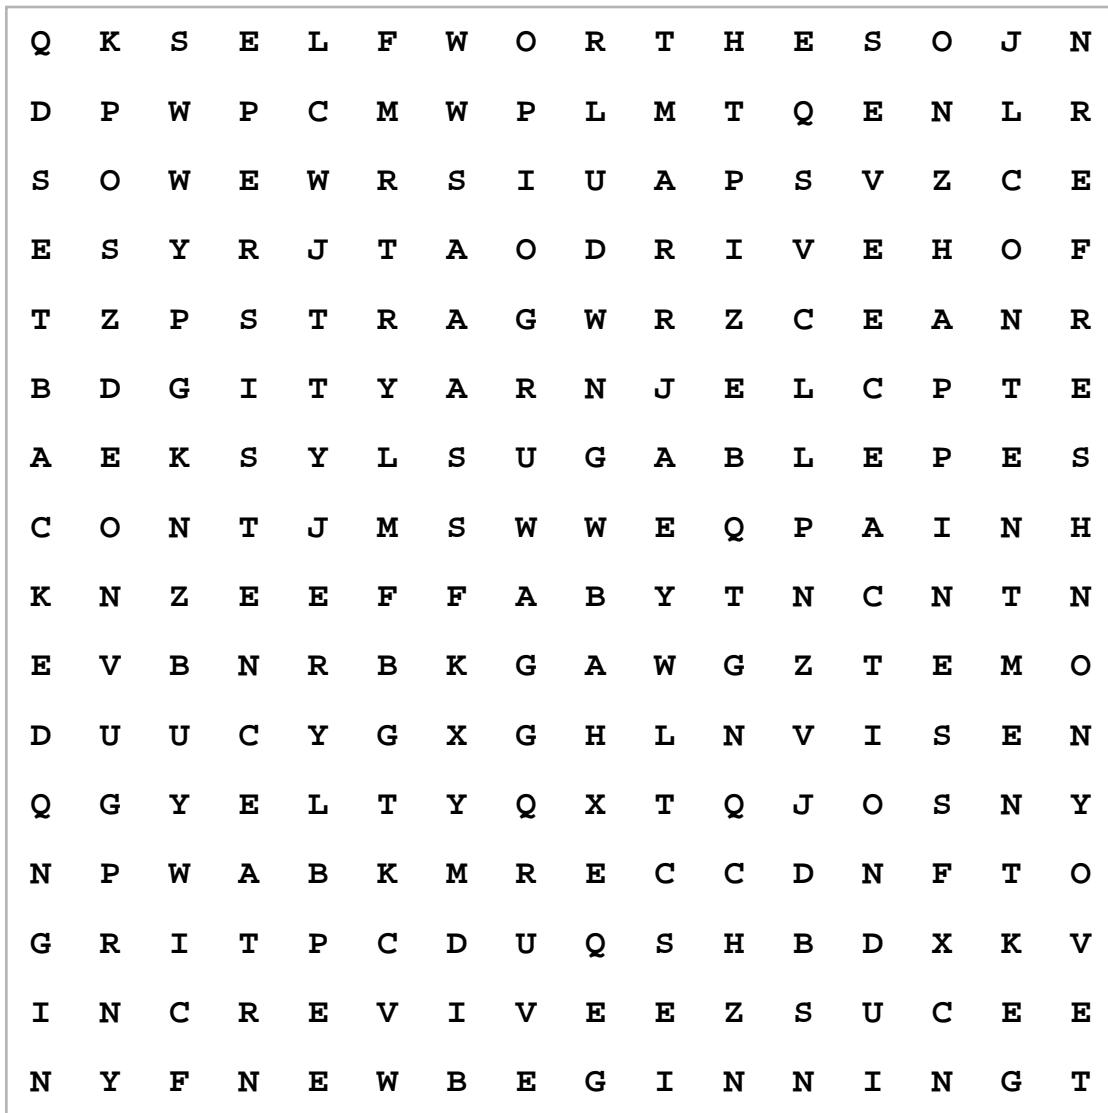 Q K S E L F W O R T H E S O J N
D P W P C M W P L M T Q E N L R
S O W E W R S I U A P S V Z C E
E S Y R J T A O D R I V E H O F
T Z P S T R A G W R Z C E A N R
B D G I T Y A R N J E L C P T E
A E K S Y L S U G A B L E P E S
C O N T J M S W W E Q P A I N H
K N Z E E F F A B Y T N C N T N
E V B N R B K G A W G Z T E M O
D U U C Y G X G H L N V I S E N
Q G Y E L T Y Q X T Q J O S N Y
N P W A B K M R E C C D N F T O
G R I T P C D U Q S H B D X K V
I N C R E V I V E E Z S U C E E
N Y F N E W B E G I N N I N G T